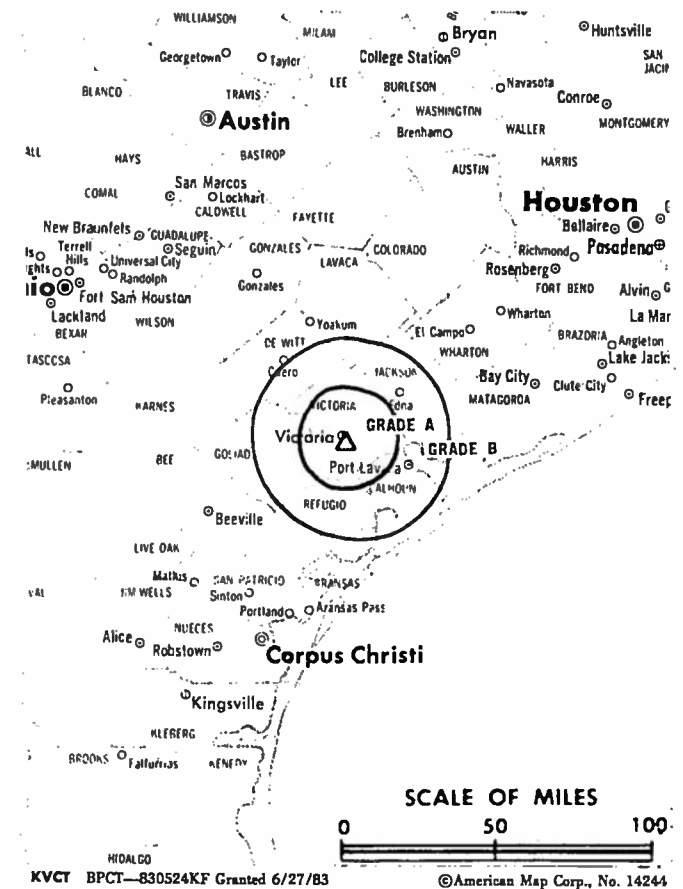 WILLIAMSON
MILAM
Bryan
Huntsville
Georgetown
Taylor
College Station
SAN
JACIN
BLANCO
TRAVIS
LEE
BURLESON
Navasota
Conroe
WASHINGTON
MONTGOMERY
Austin
Brenham
WALLER
HAYS
BASTROP
AUSTIN
HARRIS
COMAL
San Marcos
Lockhart
CALDWELL
FAYETTE
Houston
Bellaire
New Braunfels
GUADALUPE
Seguin
GONZALES
COLORADO
Pasadena
Terrell
Hills
Universal City
Randolph
LAVACA
Richmond
Rosenberg
Gonzales
FORT BEND
Alvin
Fort Sam Houston
Lackland
BEXAR
WILSON
Yoakum
El Campo
Wharton
La Mar
DE WITT
WHARTON
BRAZORIA
Angleton
Lake Jack
JACKSON
Bay City
Clute City
Pleasanton
KARNES
VICTORIA
Edna
MATAGORDA
Freep
GRADE A
Victoria
GRADE B
BEE
GOLIAD
Port Lavaca
REFUGIO
Beeville
LIVE OAK
Mathis
SAN PATRICIO
Sinton
JIM WELLS
Portland
Aransas Pass
NUECES
Alice
Robstown
Corpus Christi
Kingsville
KLEBERG
BROOKS
Falfurrias
KENEDY
SCALE OF MILES
0 50 100
HIDALGO
KVCT BPCT—830524KF Granted 6/27/83
©American Map Corp., No. 14244